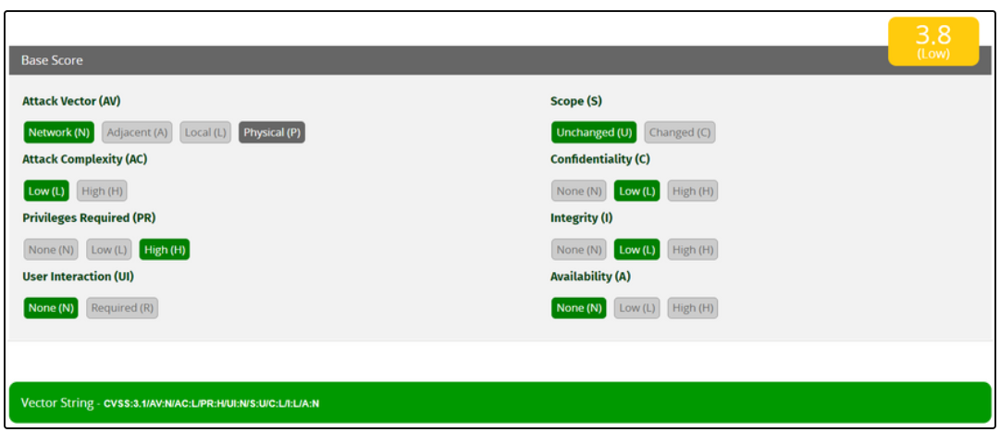 3.8
(Low)
Base Score
Attack Vector (AV)
Network (N) Adjacent (A) Local (L) Physical (P)
Attack Complexity (AC)
Low (L) High (H)
Privileges Required (PR)
None (N) Low (L) High (H)
User Interaction (UI)
None (N) Required (R)
Scope (S)
Unchanged (U) Changed (C)
Confidentiality (C)
None (N) Low (L) High (H)
Integrity (I)
None (N) Low (L) High (H)
Availability (A)
None (N) Low (L) High (H)
Vector String - CVSS:3.1/AV:N/AC:L/PR:H/UI:N/S:U/C:L/I:L/A:N